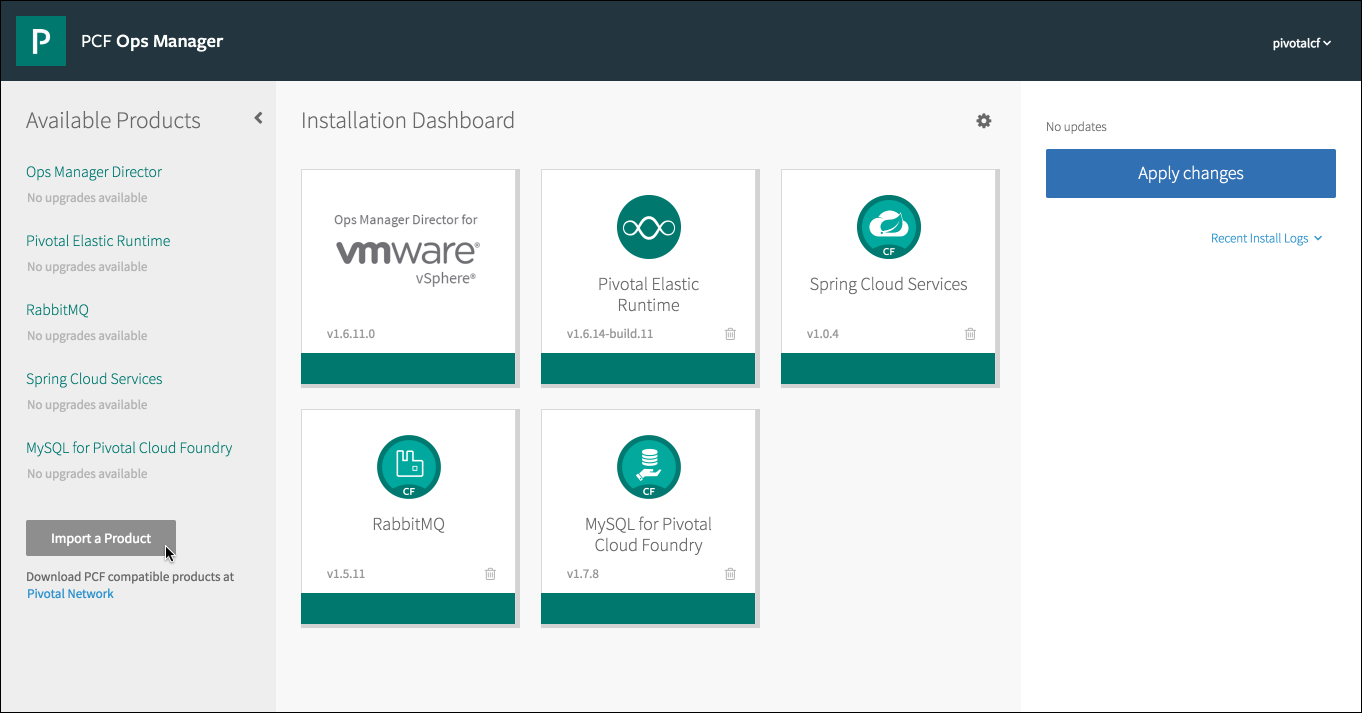 P
PCF Ops Manager
pivotalcf
Available Products
Ops Manager Director
No upgrades available
Pivotal Elastic Runtime
No upgrades available
RabbitMQ
No upgrades available
Spring Cloud Services
No upgrades available
MySQL for Pivotal Cloud Foundry
No upgrades available
Import a Product
Download PCF compatible products at
Pivotal Network
Installation Dashboard
Ops Manager Director for
vmware®
vSphere®
v1.6.11.0
Pivotal Elastic
Runtime
v1.6.14-build.11
CF
Spring Cloud Services
v1.0.4
CF
RabbitMQ
v1.5.11
CF
MySQL for Pivotal
Cloud Foundry
v1.7.8
No updates
Apply changes
Recent Install Logs